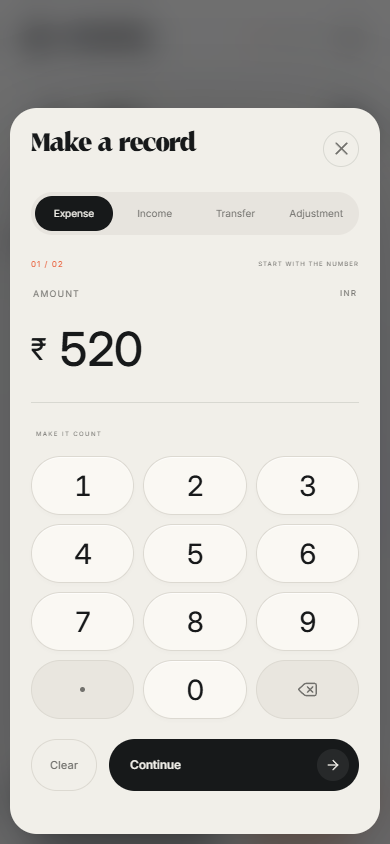 Make a record
Expense Income Transfer Adjustment
01 / 02 START WITH THE NUMBER
AMOUNT INR
₹ 520
MAKE IT COUNT
1 2 3
4 5 6
7 8 9
. 0
Clear Continue